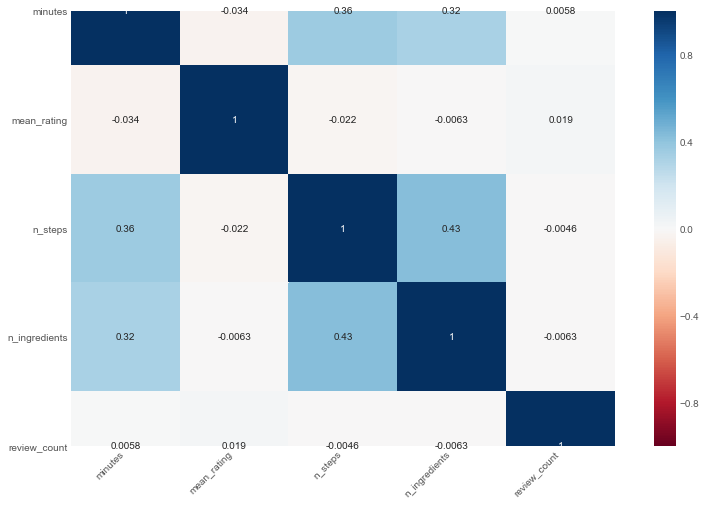 minutes 1 -0.034 0.36 0.32 0.0058
mean_rating -0.034 1 -0.022 -0.0063 0.019
n_steps 0.36 -0.022 1 0.43 -0.0046
n_ingredients 0.32 -0.0063 0.43 1 -0.0063
review_count 0.0058 0.019 -0.0046 -0.0063 1
minutes mean_rating n_steps n_ingredients review_count
0.8
0.4
0.0
−0.4
−0.8